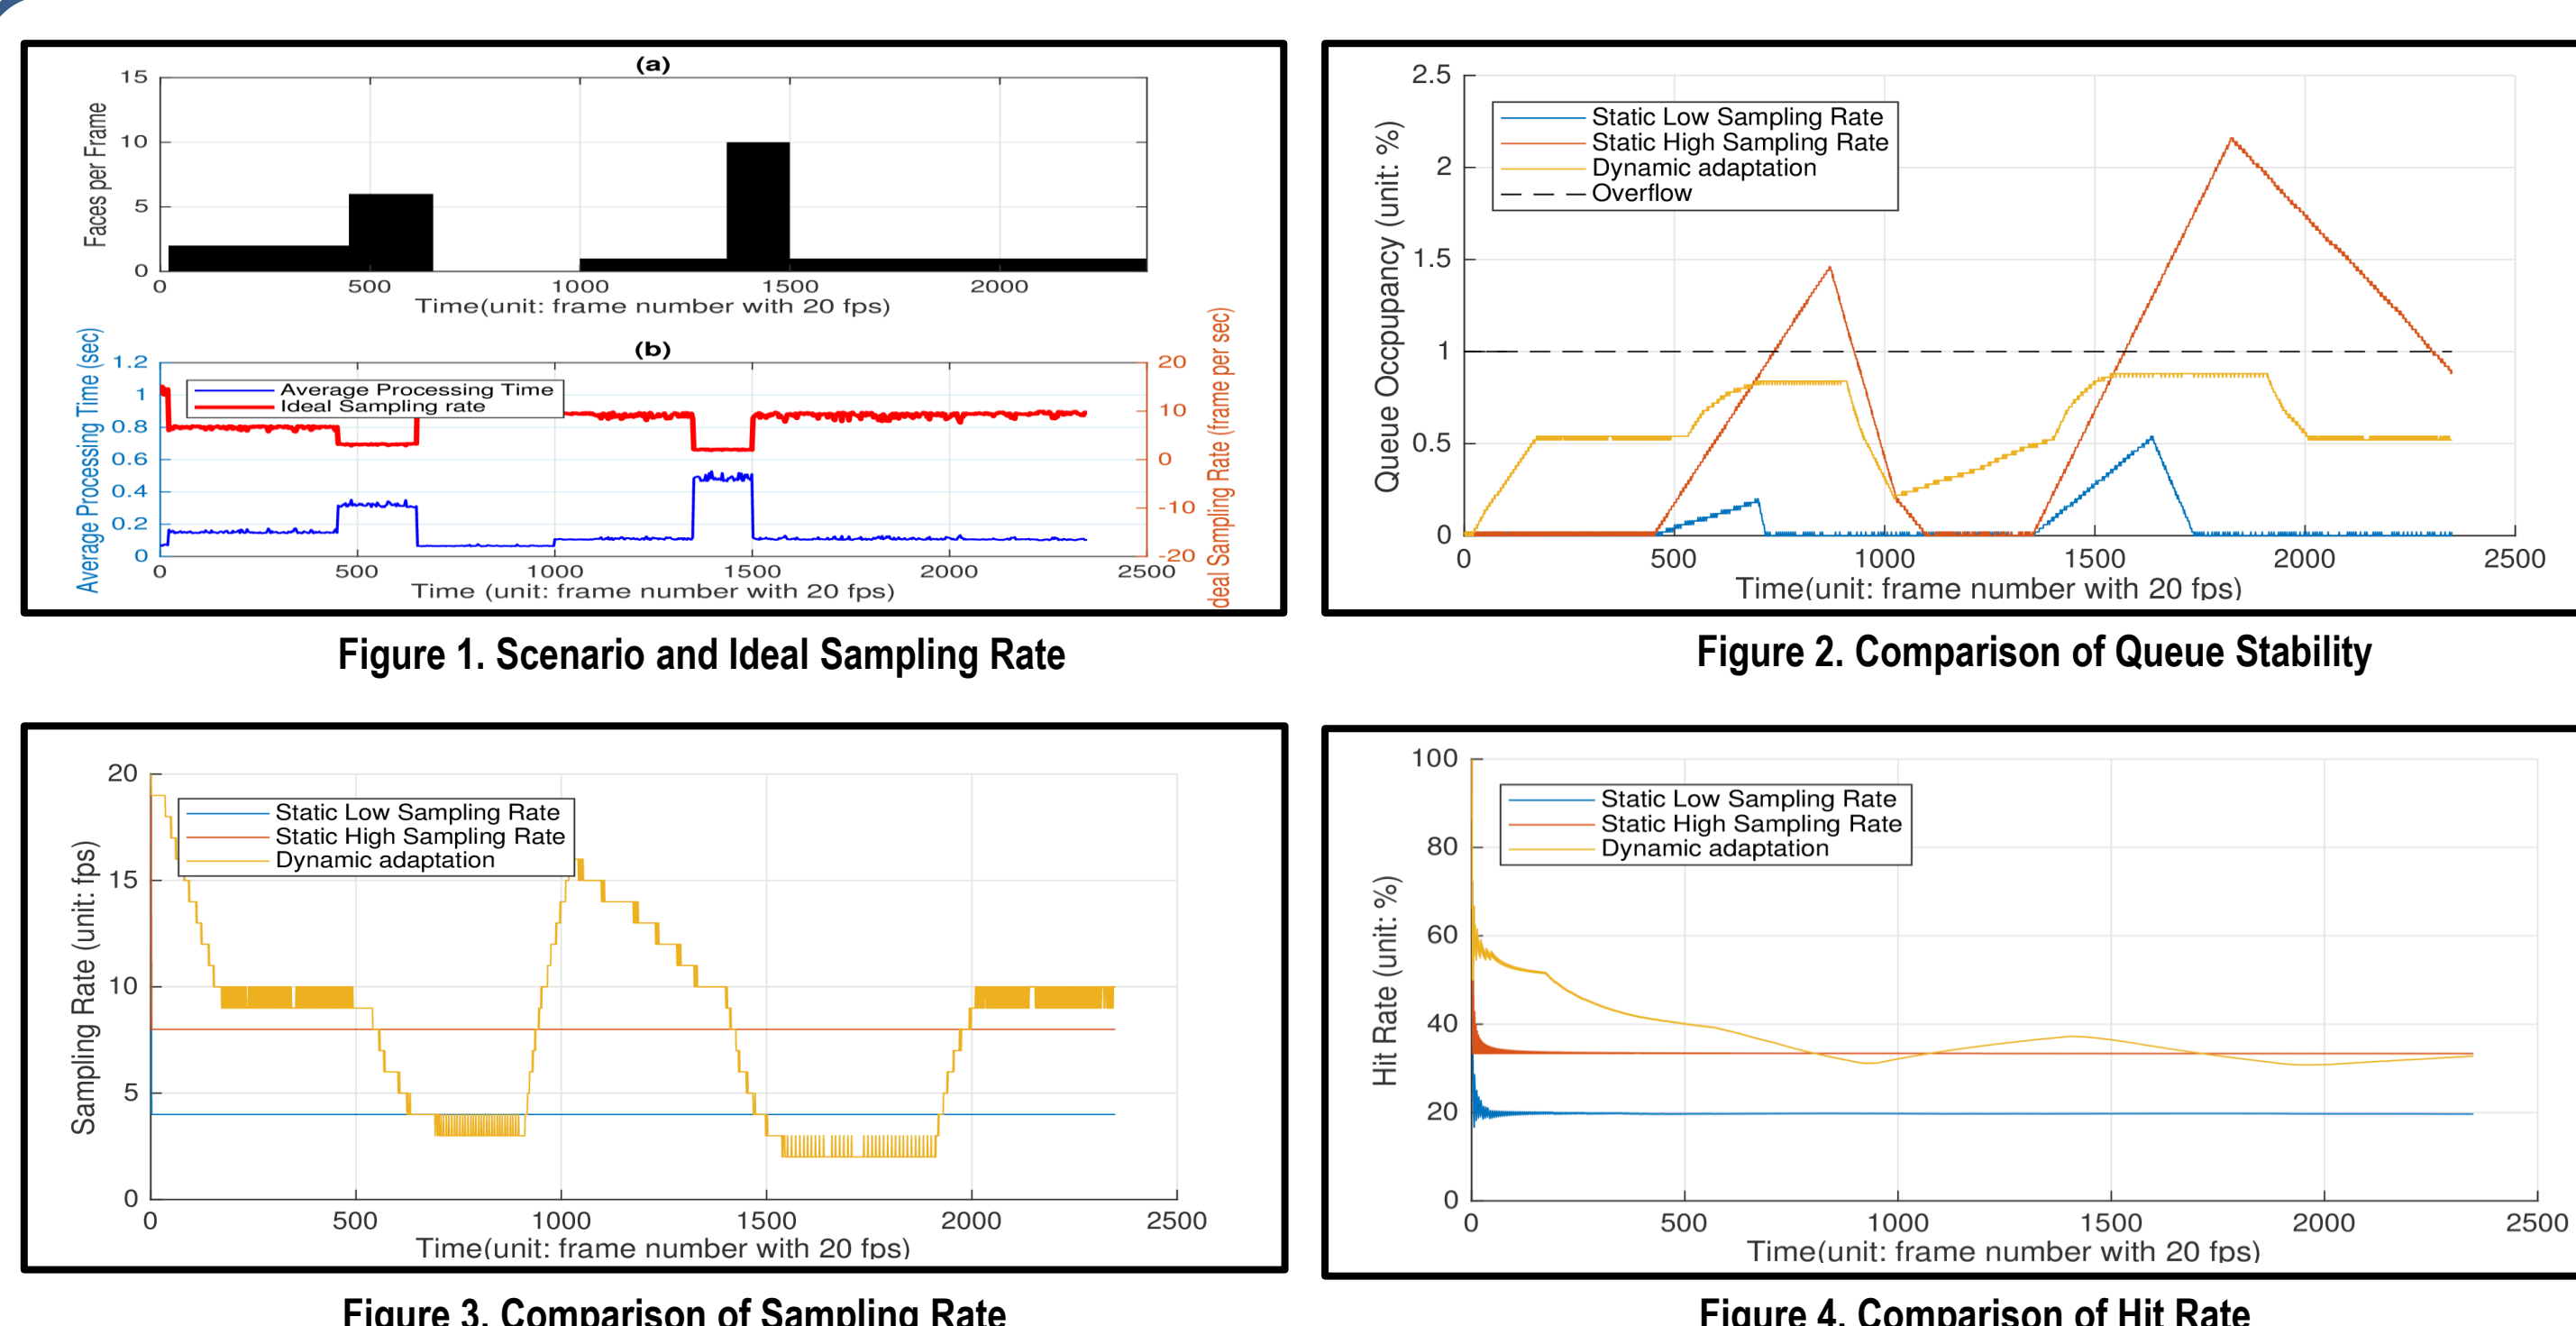 (a)
15
10
5
0
Faces per Frame
0 500 1000 1500 2000
Time(unit: frame number with 20 fps)
(b)
1.2
1
0.8
0.6
0.4
0.2
0
Average Processing Time (sec)
Average Processing Time
Ideal Sampling rate
20
10
0
-10
-20
deal Sampling Rate (frame per sec)
0 500 1000 1500 2000 2500
Time (unit: frame number with 20 fps)
Figure 1. Scenario and Ideal Sampling Rate
2.5
2
1.5
1
0.5
0
Queue Occpupancy (unit: %)
Static Low Sampling Rate
Static High Sampling Rate
Dynamic adaptation
Overflow
0 500 1000 1500 2000 2500
Time(unit: frame number with 20 fps)
Figure 2. Comparison of Queue Stability
20
15
10
5
0
Sampling Rate (unit: fps)
Static Low Sampling Rate
Static High Sampling Rate
Dynamic adaptation
0 500 1000 1500 2000 2500
Time(unit: frame number with 20 fps)
Figure 3. Comparison of Sampling Rate
100
80
60
40
20
0
Hit Rate (unit: %)
Static Low Sampling Rate
Static High Sampling Rate
Dynamic adaptation
0 500 1000 1500 2000 2500
Time(unit: frame number with 20 fps)
Figure 4. Comparison of Hit Rate